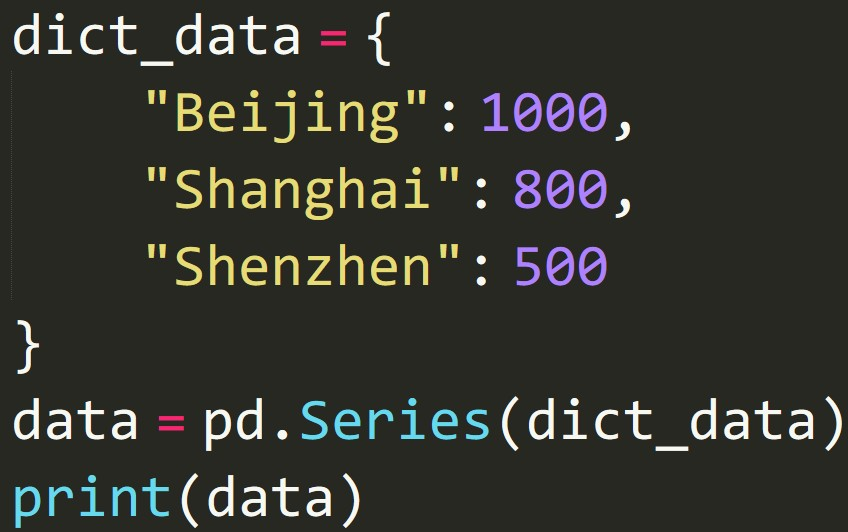 dict_data = {
    "Beijing": 1000,
    "Shanghai": 800,
    "Shenzhen": 500
}
data = pd.Series(dict_data)
print(data)